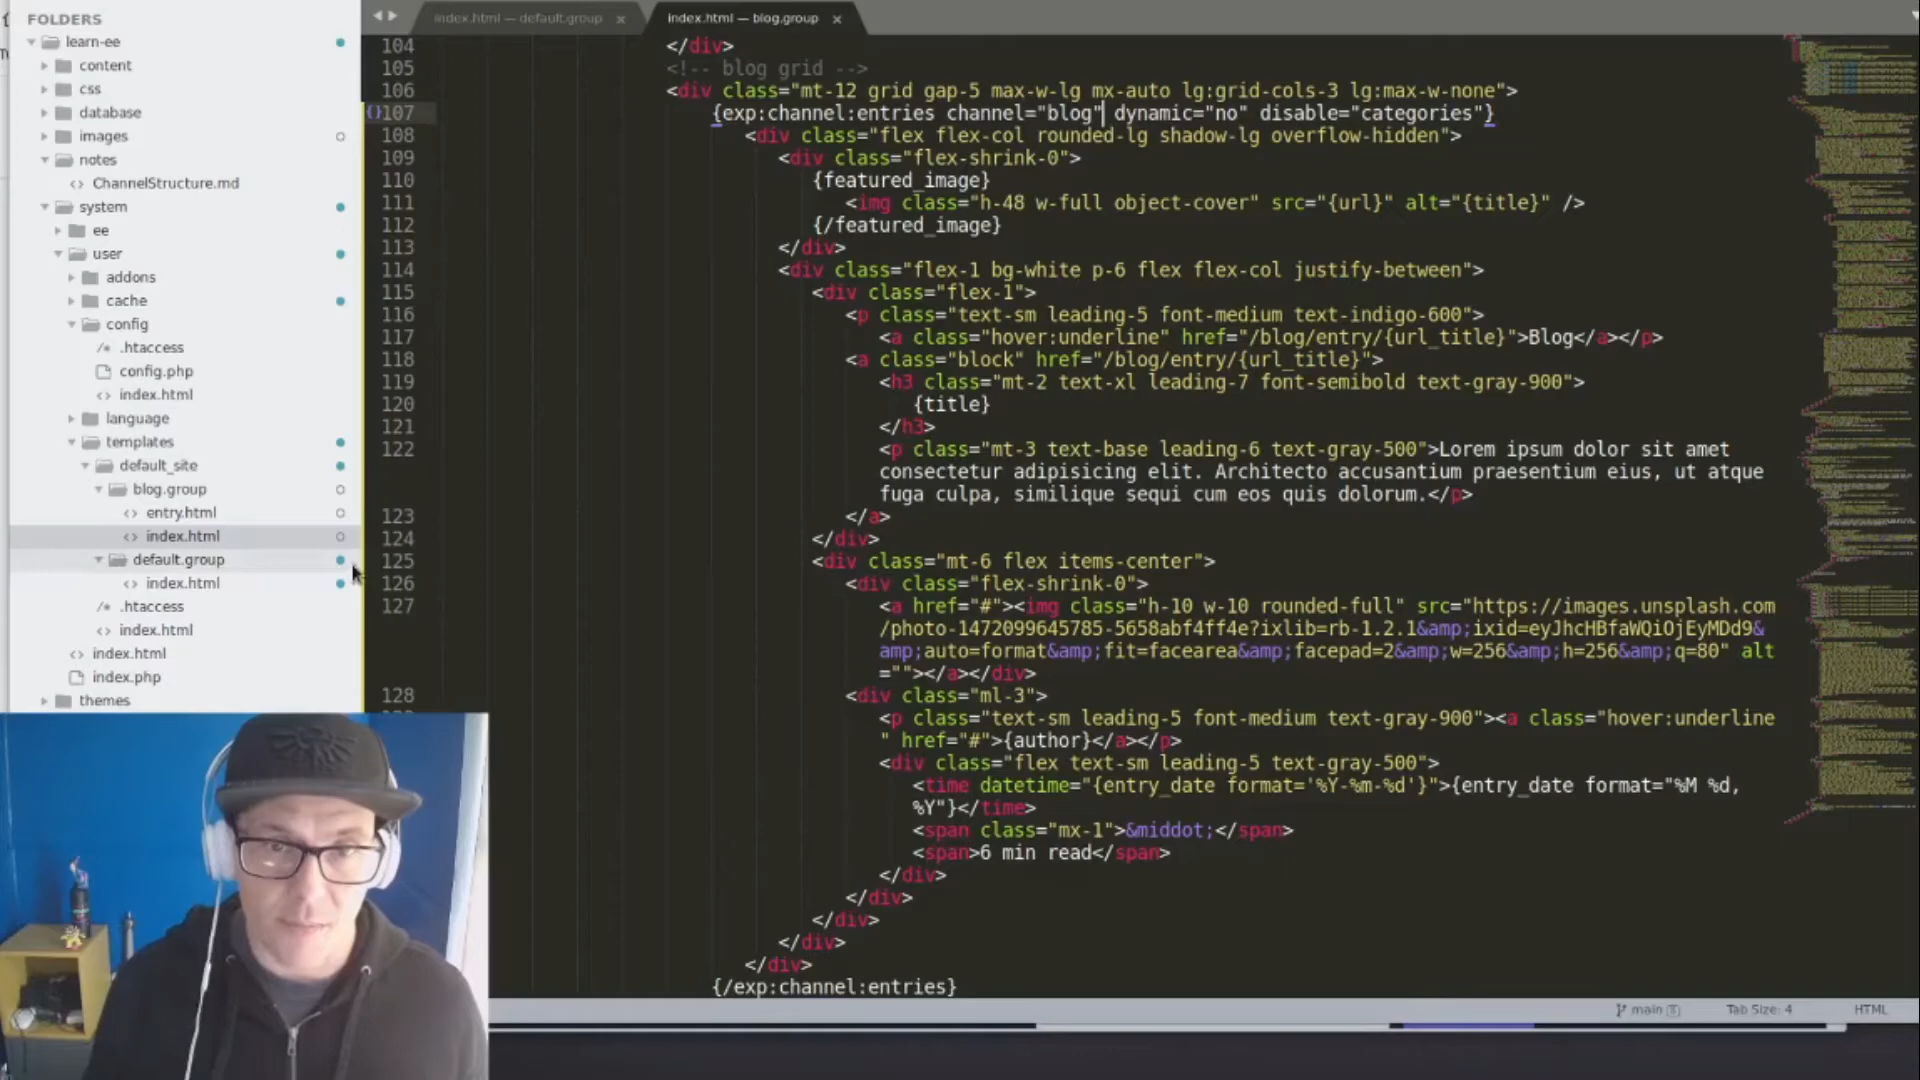 FOLDERS
learn-ee
content
css
database
images
notes
<> ChannelStructure.md
system
ee
user
addons
cache
config
/* .htaccess
config.php
index.html
language
templates
default_site
blog.group
<> entry.html
<> index.html
default.group
<> index.html
/* .htaccess
<> index.html
<> index.html
index.php
themes
index.html — default.group ×
index.html — blog.group ×
104 </div>
105 <!-- blog grid -->
106 <div class="mt-12 grid gap-5 max-w-lg mx-auto lg:grid-cols-3 lg:max-w-none">
{}107 {exp:channel:entries channel="blog" dynamic="no" disable="categories"}
108 <div class="flex flex-col rounded-lg shadow-lg overflow-hidden">
109 <div class="flex-shrink-0">
110 {featured_image}
111 <img class="h-48 w-full object-cover" src="{url}" alt="{title}" />
112 {/featured_image}
113 </div>
114 <div class="flex-1 bg-white p-6 flex flex-col justify-between">
115 <div class="flex-1">
116 <p class="text-sm leading-5 font-medium text-indigo-600">
117 <a class="hover:underline" href="/blog/entry/{url_title}">Blog</a></p>
118 <a class="block" href="/blog/entry/{url_title}">
119 <h3 class="mt-2 text-xl leading-7 font-semibold text-gray-900">
120 {title}
121 </h3>
122 <p class="mt-3 text-base leading-6 text-gray-500">Lorem ipsum dolor sit amet
consectetur adipisicing elit. Architecto accusantium praesentium eius, ut atque
fuga culpa, similique sequi cum eos quis dolorum.</p>
123 </a>
124 </div>
125 <div class="mt-6 flex items-center">
126 <div class="flex-shrink-0">
127 <a href="#"><img class="h-10 w-10 rounded-full" src="https://images.unsplash.com
/photo-1472099645785-5658abf4ff4e?ixlib=rb-1.2.1&amp;ixid=eyJhcHBfaWQiOjEyMDd9&
amp;auto=format&amp;fit=facearea&amp;facepad=2&amp;w=256&amp;h=256&amp;q=80" alt
=""></a></div>
128 <div class="ml-3">
<p class="text-sm leading-5 font-medium text-gray-900"><a class="hover:underline
" href="#">{author}</a></p>
<div class="flex text-sm leading-5 text-gray-500">
<time datetime="{entry_date format='%Y-%m-%d'}">{entry_date format="%M %d,
%Y"}</time>
<span class="mx-1">&middot;</span>
<span>6 min read</span>
</div>
</div>
</div>
</div>
</div>
{/exp:channel:entries}
main
Tab Size: 4
HTML